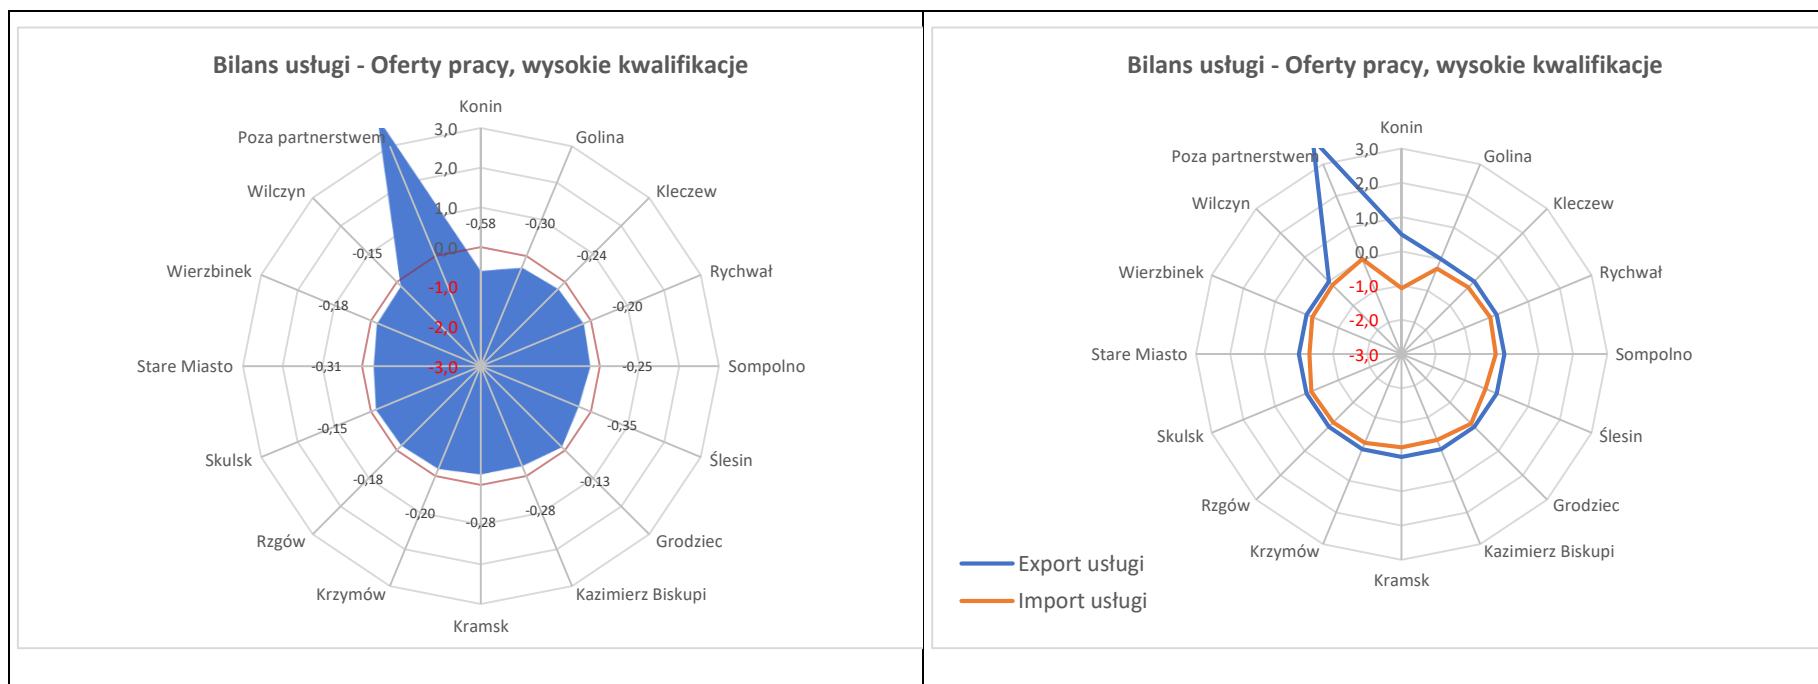 Bilans usługi - Oferty pracy, wysokie kwalifikacje
Konin
Golina
Kleczew
Rychwał
Sompolno
Ślesin
Grodziec
Kazimierz Biskupi
Kramsk
Krzymów
Rzgów
Skulsk
Stare Miasto
Wierzbinek
Wilczyn
Poza partnerstwem
3,0
2,0
1,0
0,0
-1,0
-2,0
-3,0
-0,58
-0,30
-0,24
-0,20
-0,25
-0,35
-0,13
-0,28
-0,28
-0,20
-0,18
-0,15
-0,31
-0,18
-0,15
Bilans usługi - Oferty pracy, wysokie kwalifikacje
Konin
Golina
Kleczew
Rychwał
Sompolno
Ślesin
Grodziec
Kazimierz Biskupi
Kramsk
Krzymów
Rzgów
Skulsk
Stare Miasto
Wierzbinek
Wilczyn
Poza partnerstwem
3,0
2,0
1,0
0,0
-1,0
-2,0
-3,0
Export usługi
Import usługi